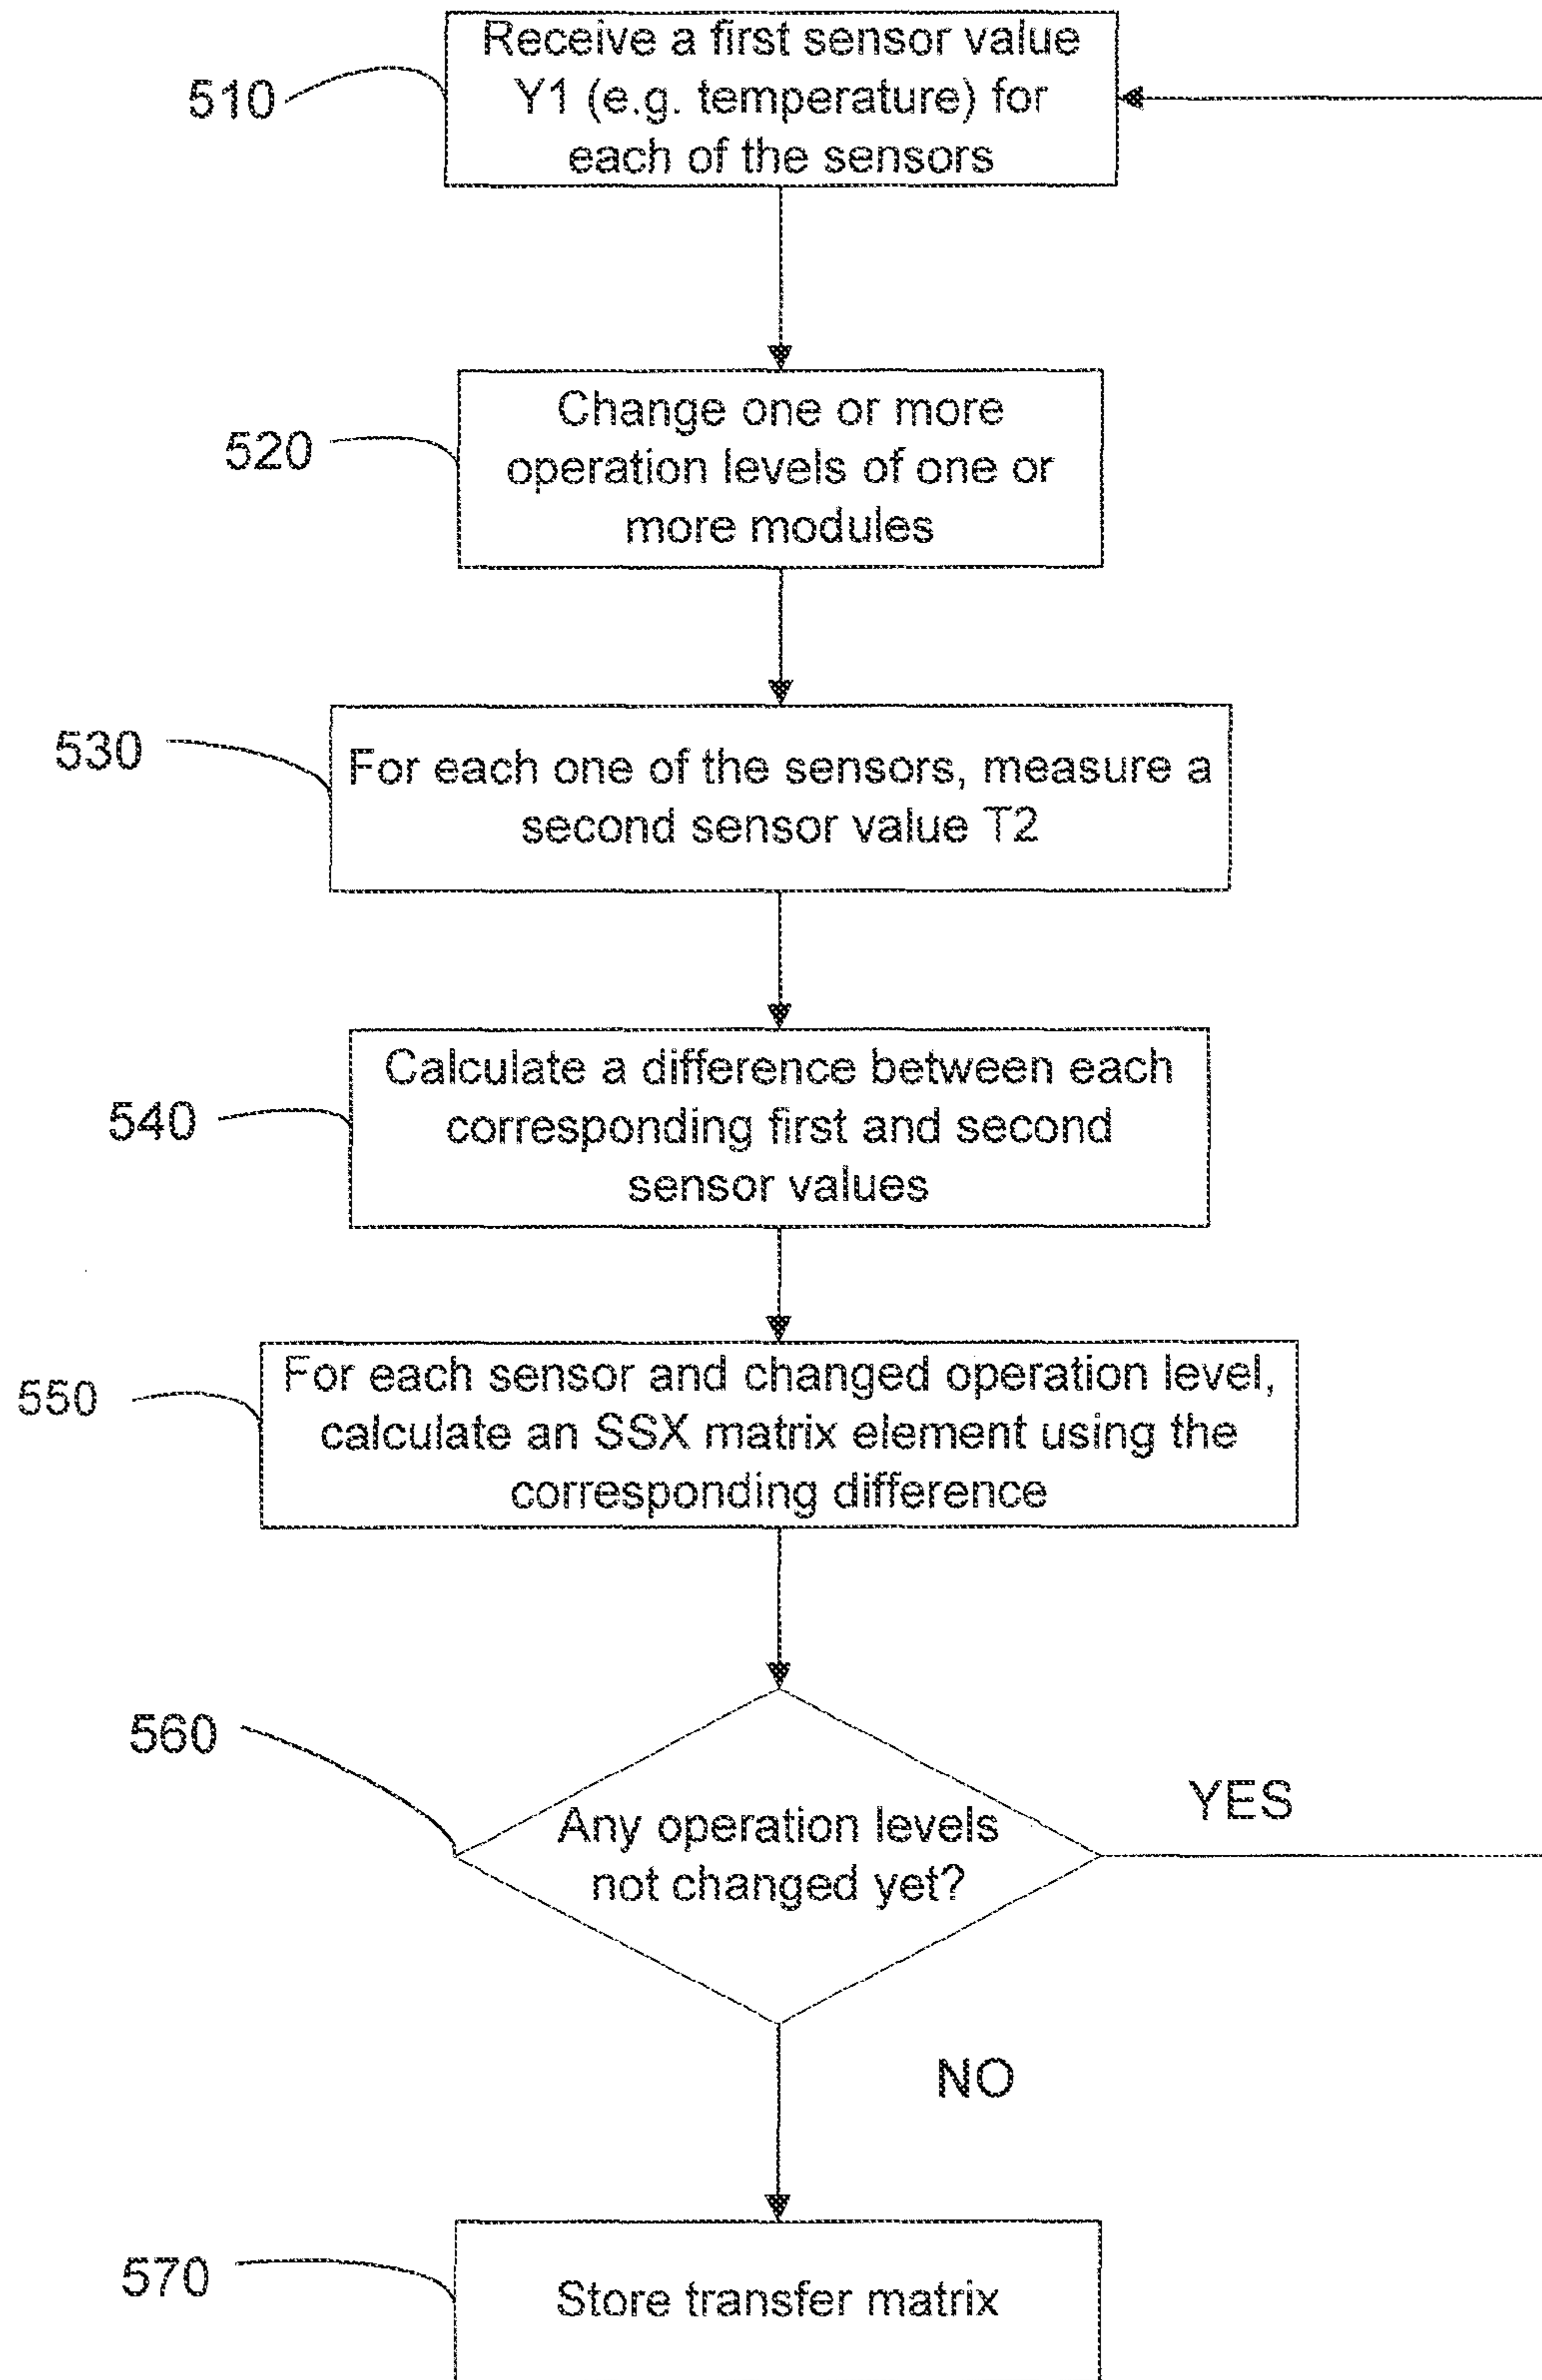 510
Receive a first sensor value
Y1 (e.g. temperature) for
each of the sensors
520
Change one or more
operation levels of one or
more modules
530
For each one of the sensors, measure a
second sensor value T2
540
Calculate a difference between each
corresponding first and second
sensor values
550
For each sensor and changed operation level,
calculate an SSX matrix element using the
corresponding difference
560
Any operation levels
not changed yet?
YES
NO
570
Store transfer matrix